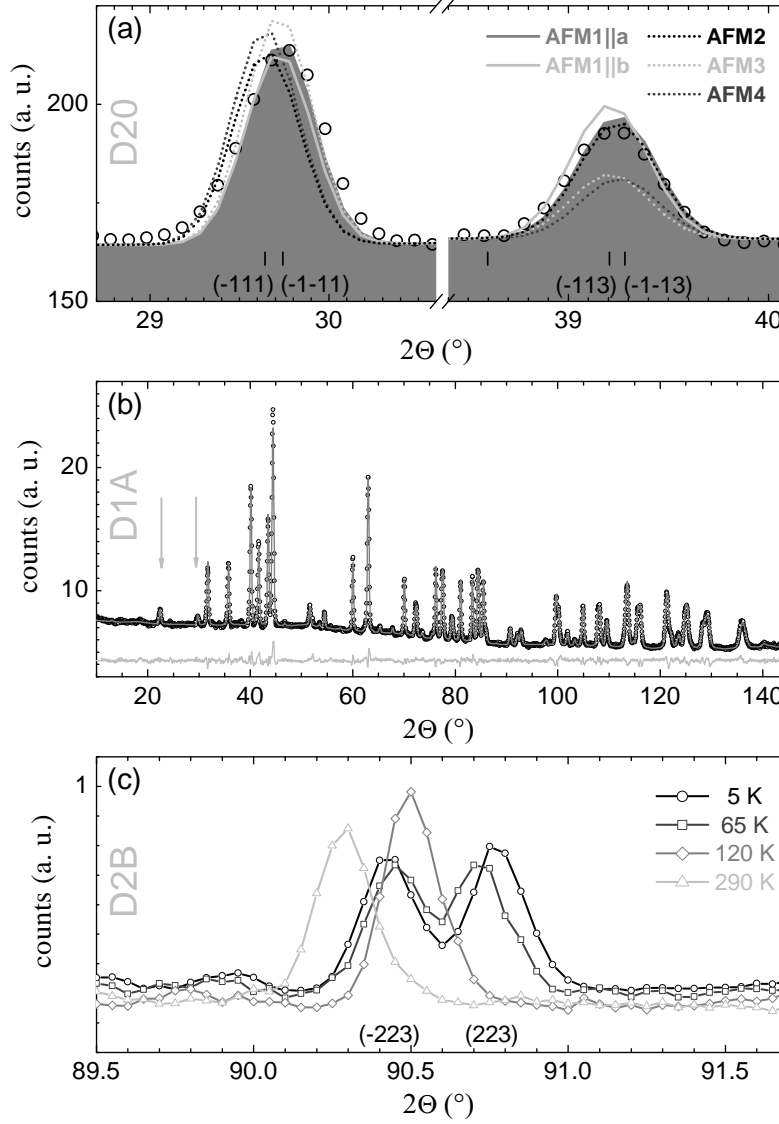 (a)
D20
AFM1||a
AFM1||b
AFM2
AFM3
AFM4
counts (a. u.)
200
150
(-111) (-1-11)
(-113) (-1-13)
29 30 39 40
2Θ (°)
(b)
D1A
counts (a. u.)
20
10
20 40 60 80 100 120 140
2Θ (°)
(c)
D2B
counts (a. u.)
1
5 K
65 K
120 K
290 K
(-223) (223)
89.5 90.0 90.5 91.0 91.5
2Θ (°)